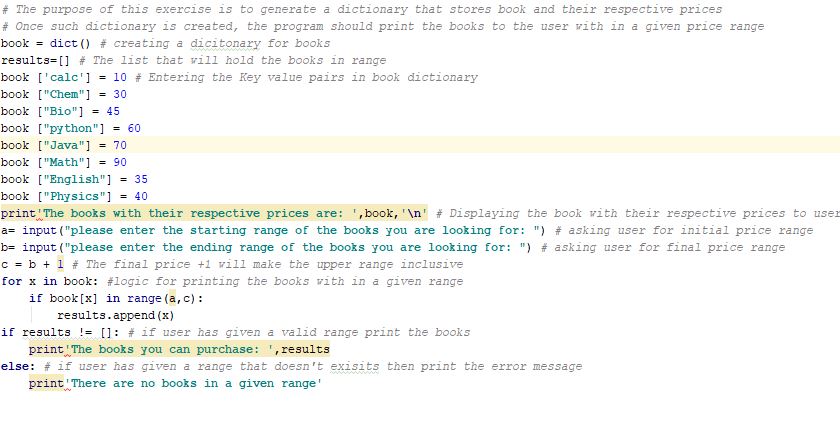 # The purpose of this exercise is to generate a dictionary that stores book and their respective prices
# Once such dictionary is created, the program should print the books to the user with in a given price range
book = dict() # creating a dicitonary for books
results=[] # The list that will hold the books in range
book ['calc'] = 10 # Entering the Key value pairs in book dictionary
book ["Chem"] = 30
book ["Bio"] = 45
book ["python"] = 60
book ["Java"] = 70
book ["Math"] = 90
book ["English"] = 35
book ["Physics"] = 40
print'The books with their respective prices are: ',book,'\n' # Displaying the book with their respective prices to user
a= input("please enter the starting range of the books you are looking for: ") # asking user for initial price range
b= input("please enter the ending range of the books you are looking for: ") # asking user for final price range
c = b + 1 # The final price +1 will make the upper range inclusive
for x in book: #logic for printing the books with in a given range
    if book[x] in range(a,c):
        results.append(x)
if results != []: # if user has given a valid range print the books
    print'The books you can purchase: ',results
else: # if user has given a range that doesn't exisits then print the error message
    print'There are no books in a given range'